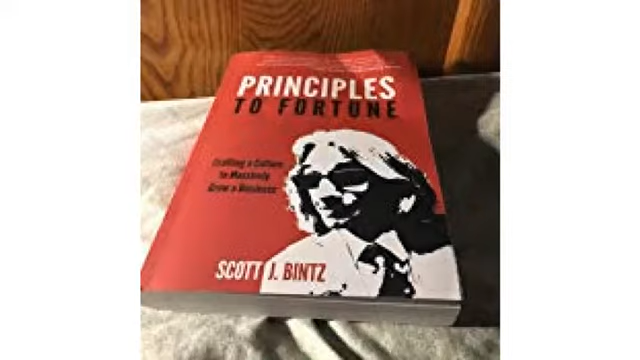 PRINCIPLES
TO FORTUNE
Crafting a Culture
to Massively
Grow a Business
SCOTT J. BINTZ